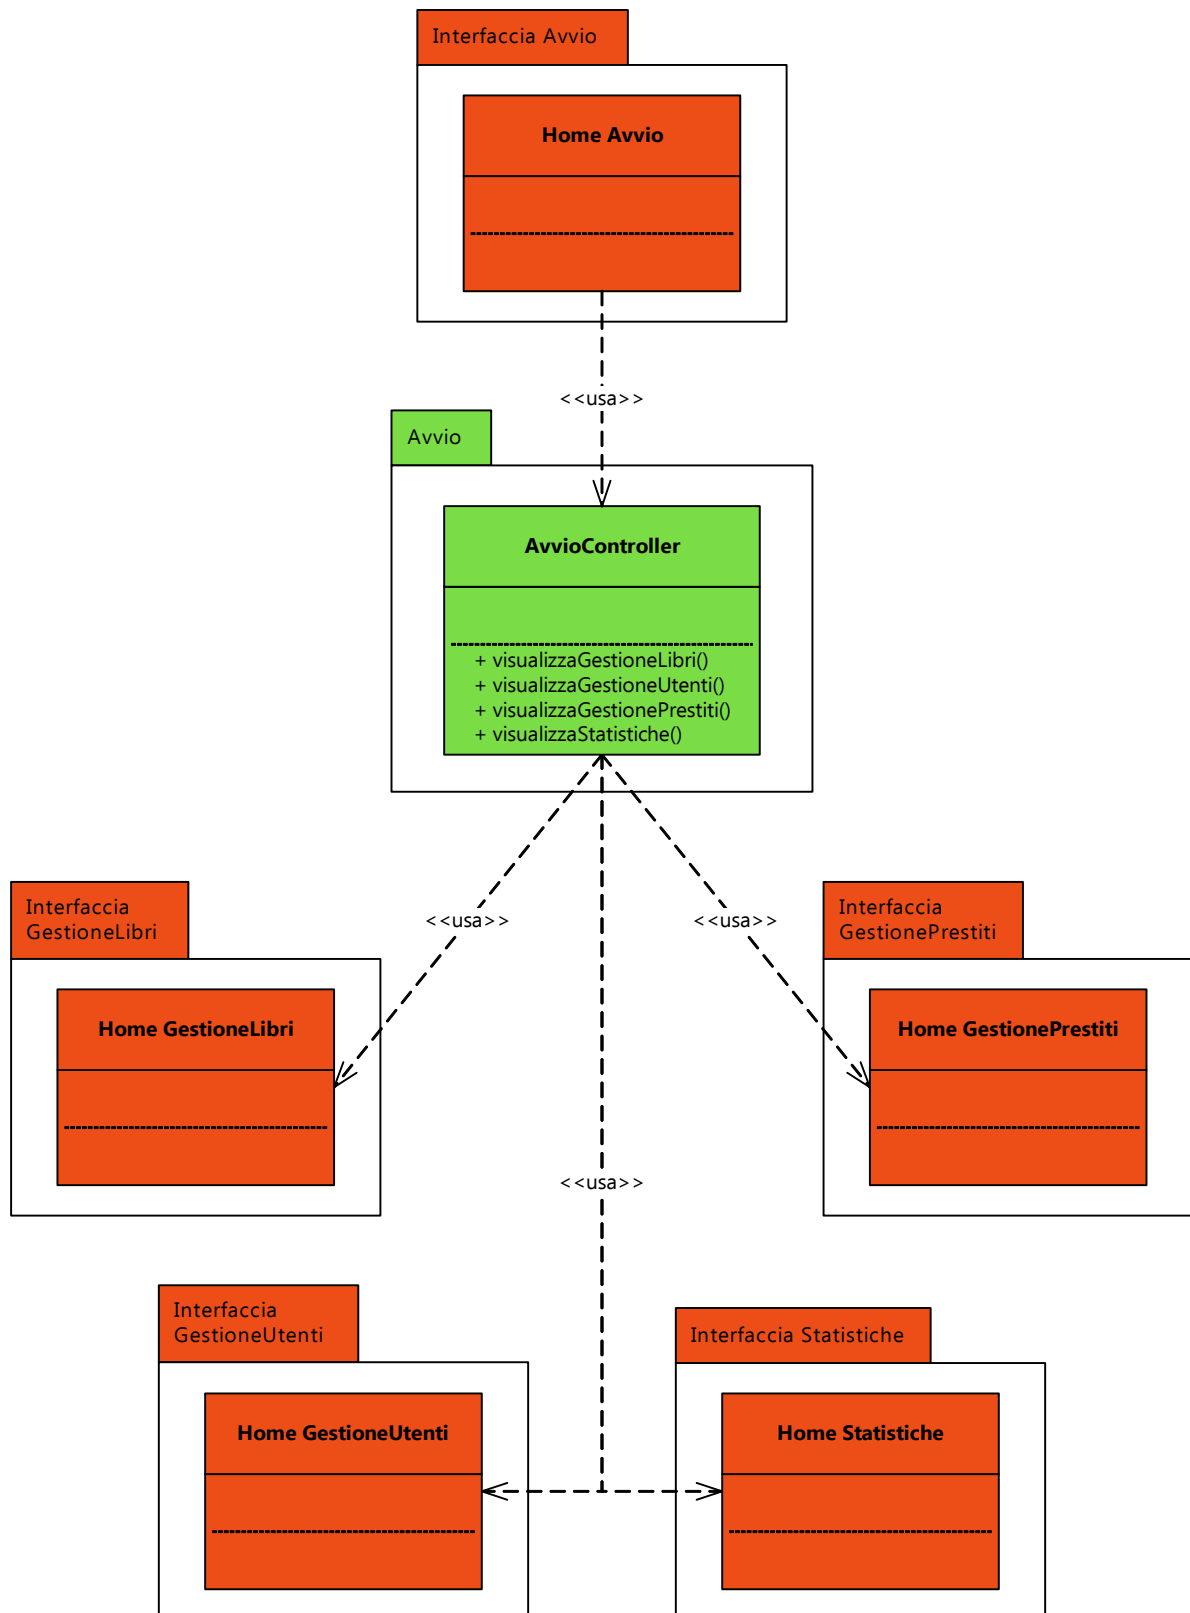 Interfaccia Avvio
Home Avvio
<<usa>>
Avvio
AvvioController
+ visualizzaGestioneLibri()
+ visualizzaGestioneUtenti()
+ visualizzaGestionePrestiti()
+ visualizzaStatistiche()
Interfaccia
GestioneLibri
<<usa>>
<<usa>>
Interfaccia
GestionePrestiti
Home GestioneLibri
Home GestionePrestiti
<<usa>>
Interfaccia
GestioneUtenti
Interfaccia Statistiche
Home GestioneUtenti
Home Statistiche